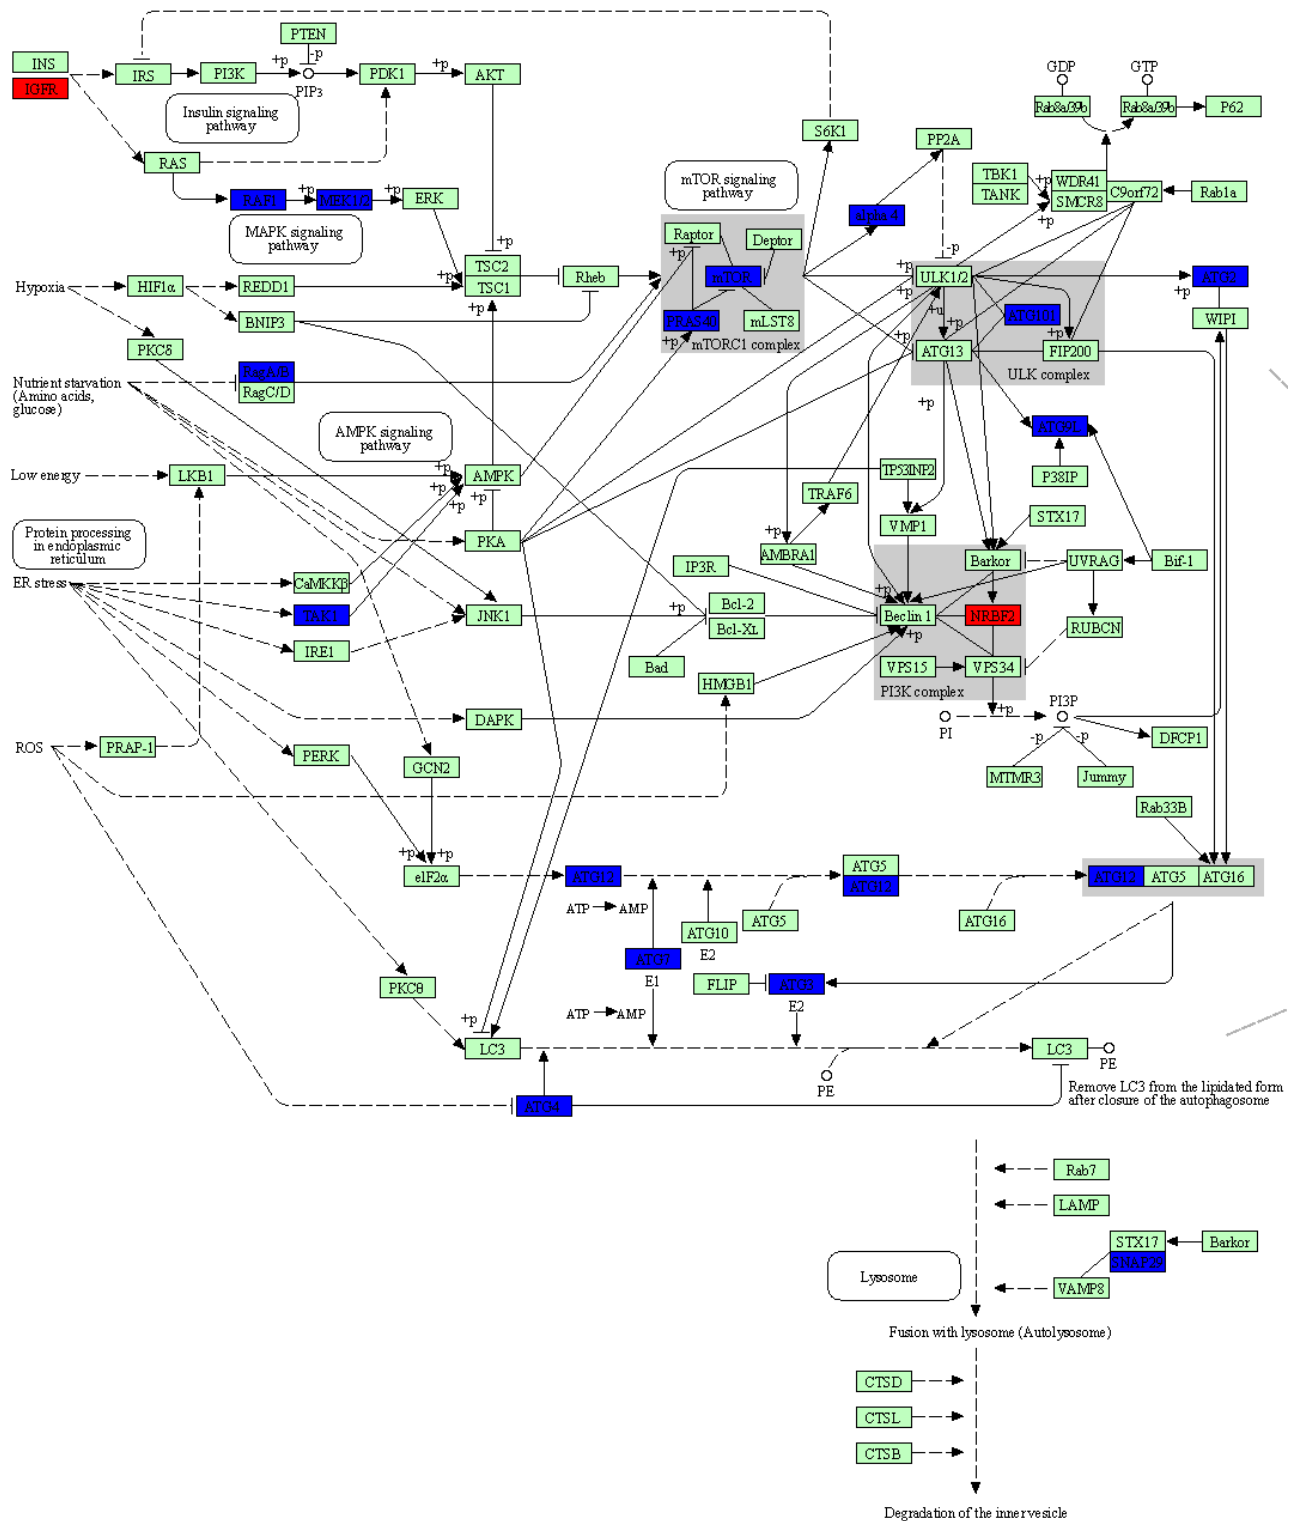 PTEN
INS
IGFR
IRS
PI3K
+p
-p
PIP3
PDK1
+p
AKT
Insulin signaling
pathway
RAS
RAF1
+p
MEK1/2
+p
ERK
MAPK signaling
pathway
S6K1
mTOR signaling
pathway
PP2A
GDP
GTP
Rab8a/39b
Rab8a/39b
P62
TBK1
TANK
+p
WDR41
SMCR8
C9orf72
Rab1a
+p
alpha 4
-p
Raptor
Deptor
mTOR
PRAS40
mLST8
+p
mTORC1 complex
+p
TSC2
TSC1
+p
Rheb
Hypoxia
HIF1α
REDD1
BNIP3
PKCδ
Nutrient starvation
(Amino acids,
glucose)
RagA/B
RagC/D
+p
+p
ULK1/2
+u
+p
ATG101
+p
ATG13
FIP200
ULK complex
ATG2
+p
WIPI
+p
+p
AMPK signaling
pathway
Low energy
LKB1
+p
+p
+p
AMPK
ATG9L
P38IP
TP53INP2
TRAF6
VMP1
STX17
Protein processing
in endoplasmic
reticulum
PKA
+p
AMBRA1
IP3R
Barkor
UVRAG
Bif-1
ER stress
CaMKKβ
TAK1
JNK1
+p
Bcl-2
Bcl-XL
+p
Beclin 1
+p
NRBF2
RUBCN
IRE1
Bad
HMGB1
VPS15
VPS34
PI3K complex
DAPK
+p
PI
PI3P
ROS
PRAP-1
PERK
GCN2
-p
-p
DFCP1
MTMR3
Jummy
Rab33B
+p
+p
eIF2α
ATG12
ATG5
ATG12
ATG12
ATG5
ATG16
ATP
AMP
ATG10
E2
ATG5
ATG16
ATG7
E1
PKCθ
FLIP
ATG3
E2
ATP
AMP
+p
LC3
LC3
PE
PE
Remove LC3 from the lipidated form
after closure of the autophagosome
ATG4
Rab7
LAMP
STX17
SNAP29
Barkor
VAMP8
Lysosome
Fusion with lysosome (Autolysosome)
CTSD
CTSL
CTSB
Degradation of the inner vesicle